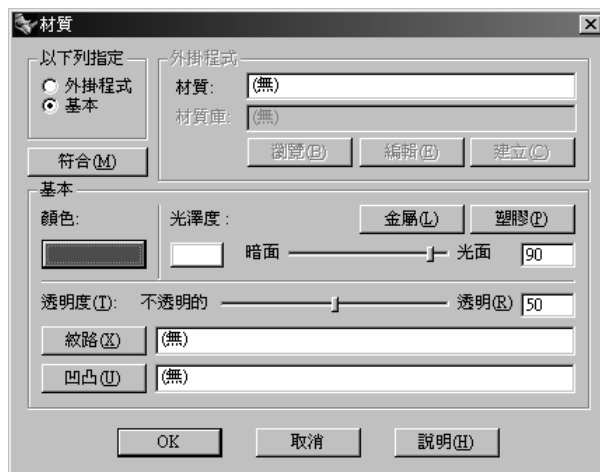 材質
以下列指定
外掛程式
基本
符合(M)
外掛程式
材質: (無)
材質庫: (無)
瀏覽(B) 編輯(E) 建立(C)
基本
顏色: 光澤度: 金屬(L) 塑膠(P)
暗面 光面 90
透明度(T): 不透明的 透明(R) 50
紋路(X) (無)
凹凸(U) (無)
OK 取消 說明(H)